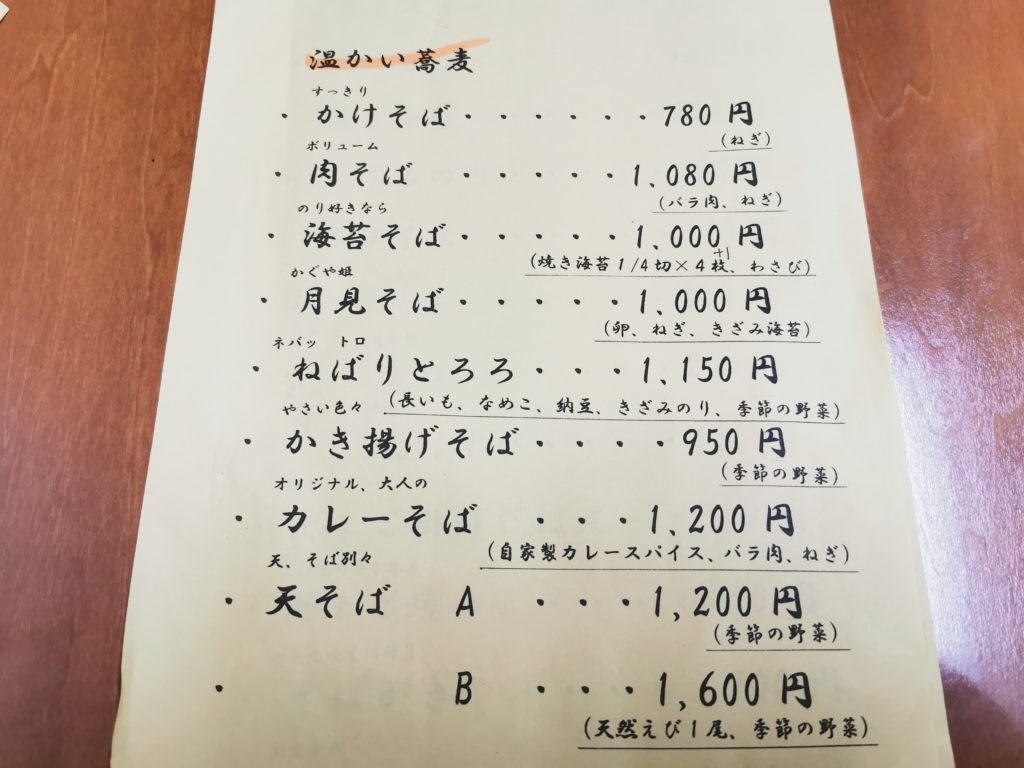 温かい蕎麦
すっきり
・かけそば・・・・・・・780円
(ねぎ)
ボリューム
・肉そば ・・・・・1,080円
(バラ肉、ねぎ)
のり好きなら
・海苔そば・・・・・1,000円
+1
(焼き海苔1/4切×4枚、わさび)
かぐや姫
・月見そば・・・・・1,000円
(卵、ねぎ、きざみ海苔)
ネバッ トロ
・ねばりとろろ・・・1,150円
(長いも、なめこ、納豆、きざみのり、季節の野菜)
やさい色々
・かき揚げそば・・・・950円
(季節の野菜)
オリジナル、大人の
・カレーそば ・・・1,200円
(自家製カレースパイス、バラ肉、ねぎ)
天、そば別々
・天そば A ・・・1,200円
(季節の野菜)
・ B ・・・1,600円
(天然えび1尾、季節の野菜)